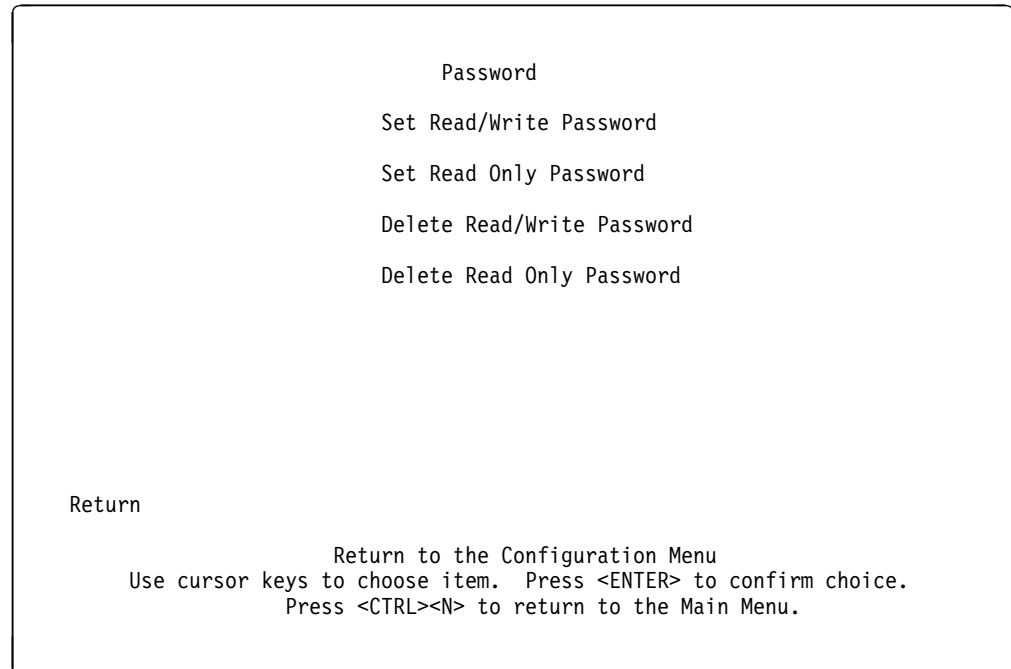 Password
Set Read/Write Password
Set Read Only Password
Delete Read/Write Password
Delete Read Only Password
Return
Return to the Configuration Menu
Use cursor keys to choose item.  Press <ENTER> to confirm choice.
Press <CTRL><N> to return to the Main Menu.